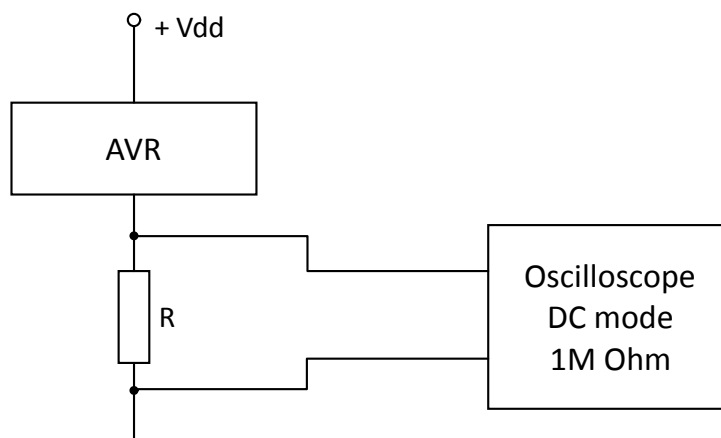 + Vdd
AVR
R
Oscilloscope
DC mode
1M Ohm